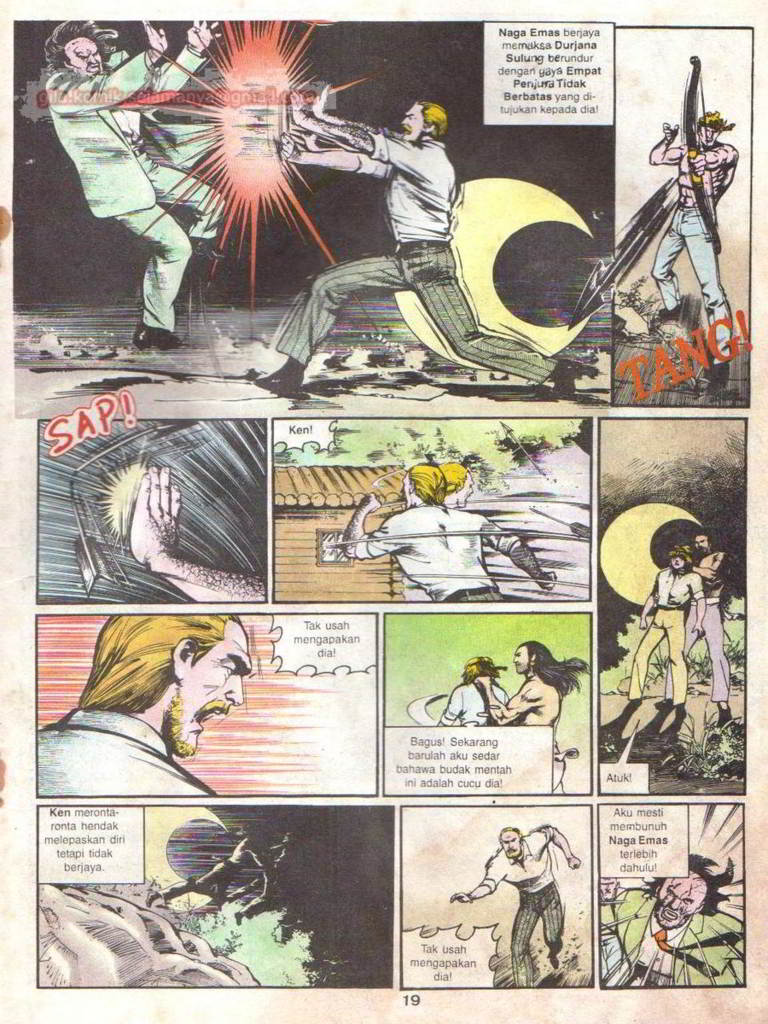 Naga Emas berjaya
memaksa Durjana
Sulung berundur
dengan gaya Empat
Penjuru Tidak
Berbatas yang di-
tujukan kepada dia!
TANG!
SAP!
Ken!
Atuk!
Tak usah
mengapakan
dia!
Bagus! Sekarang
barulah aku sedar
bahawa budak mentah
ini adalah cucu dia!
Ken meronta-
ronta hendak
melepaskan diri
tetapi tidak
berjaya.
Tak usah
mengapakan
dia!
Aku mesti
membunuh
Naga Emas
terlebih
dahulu!
19